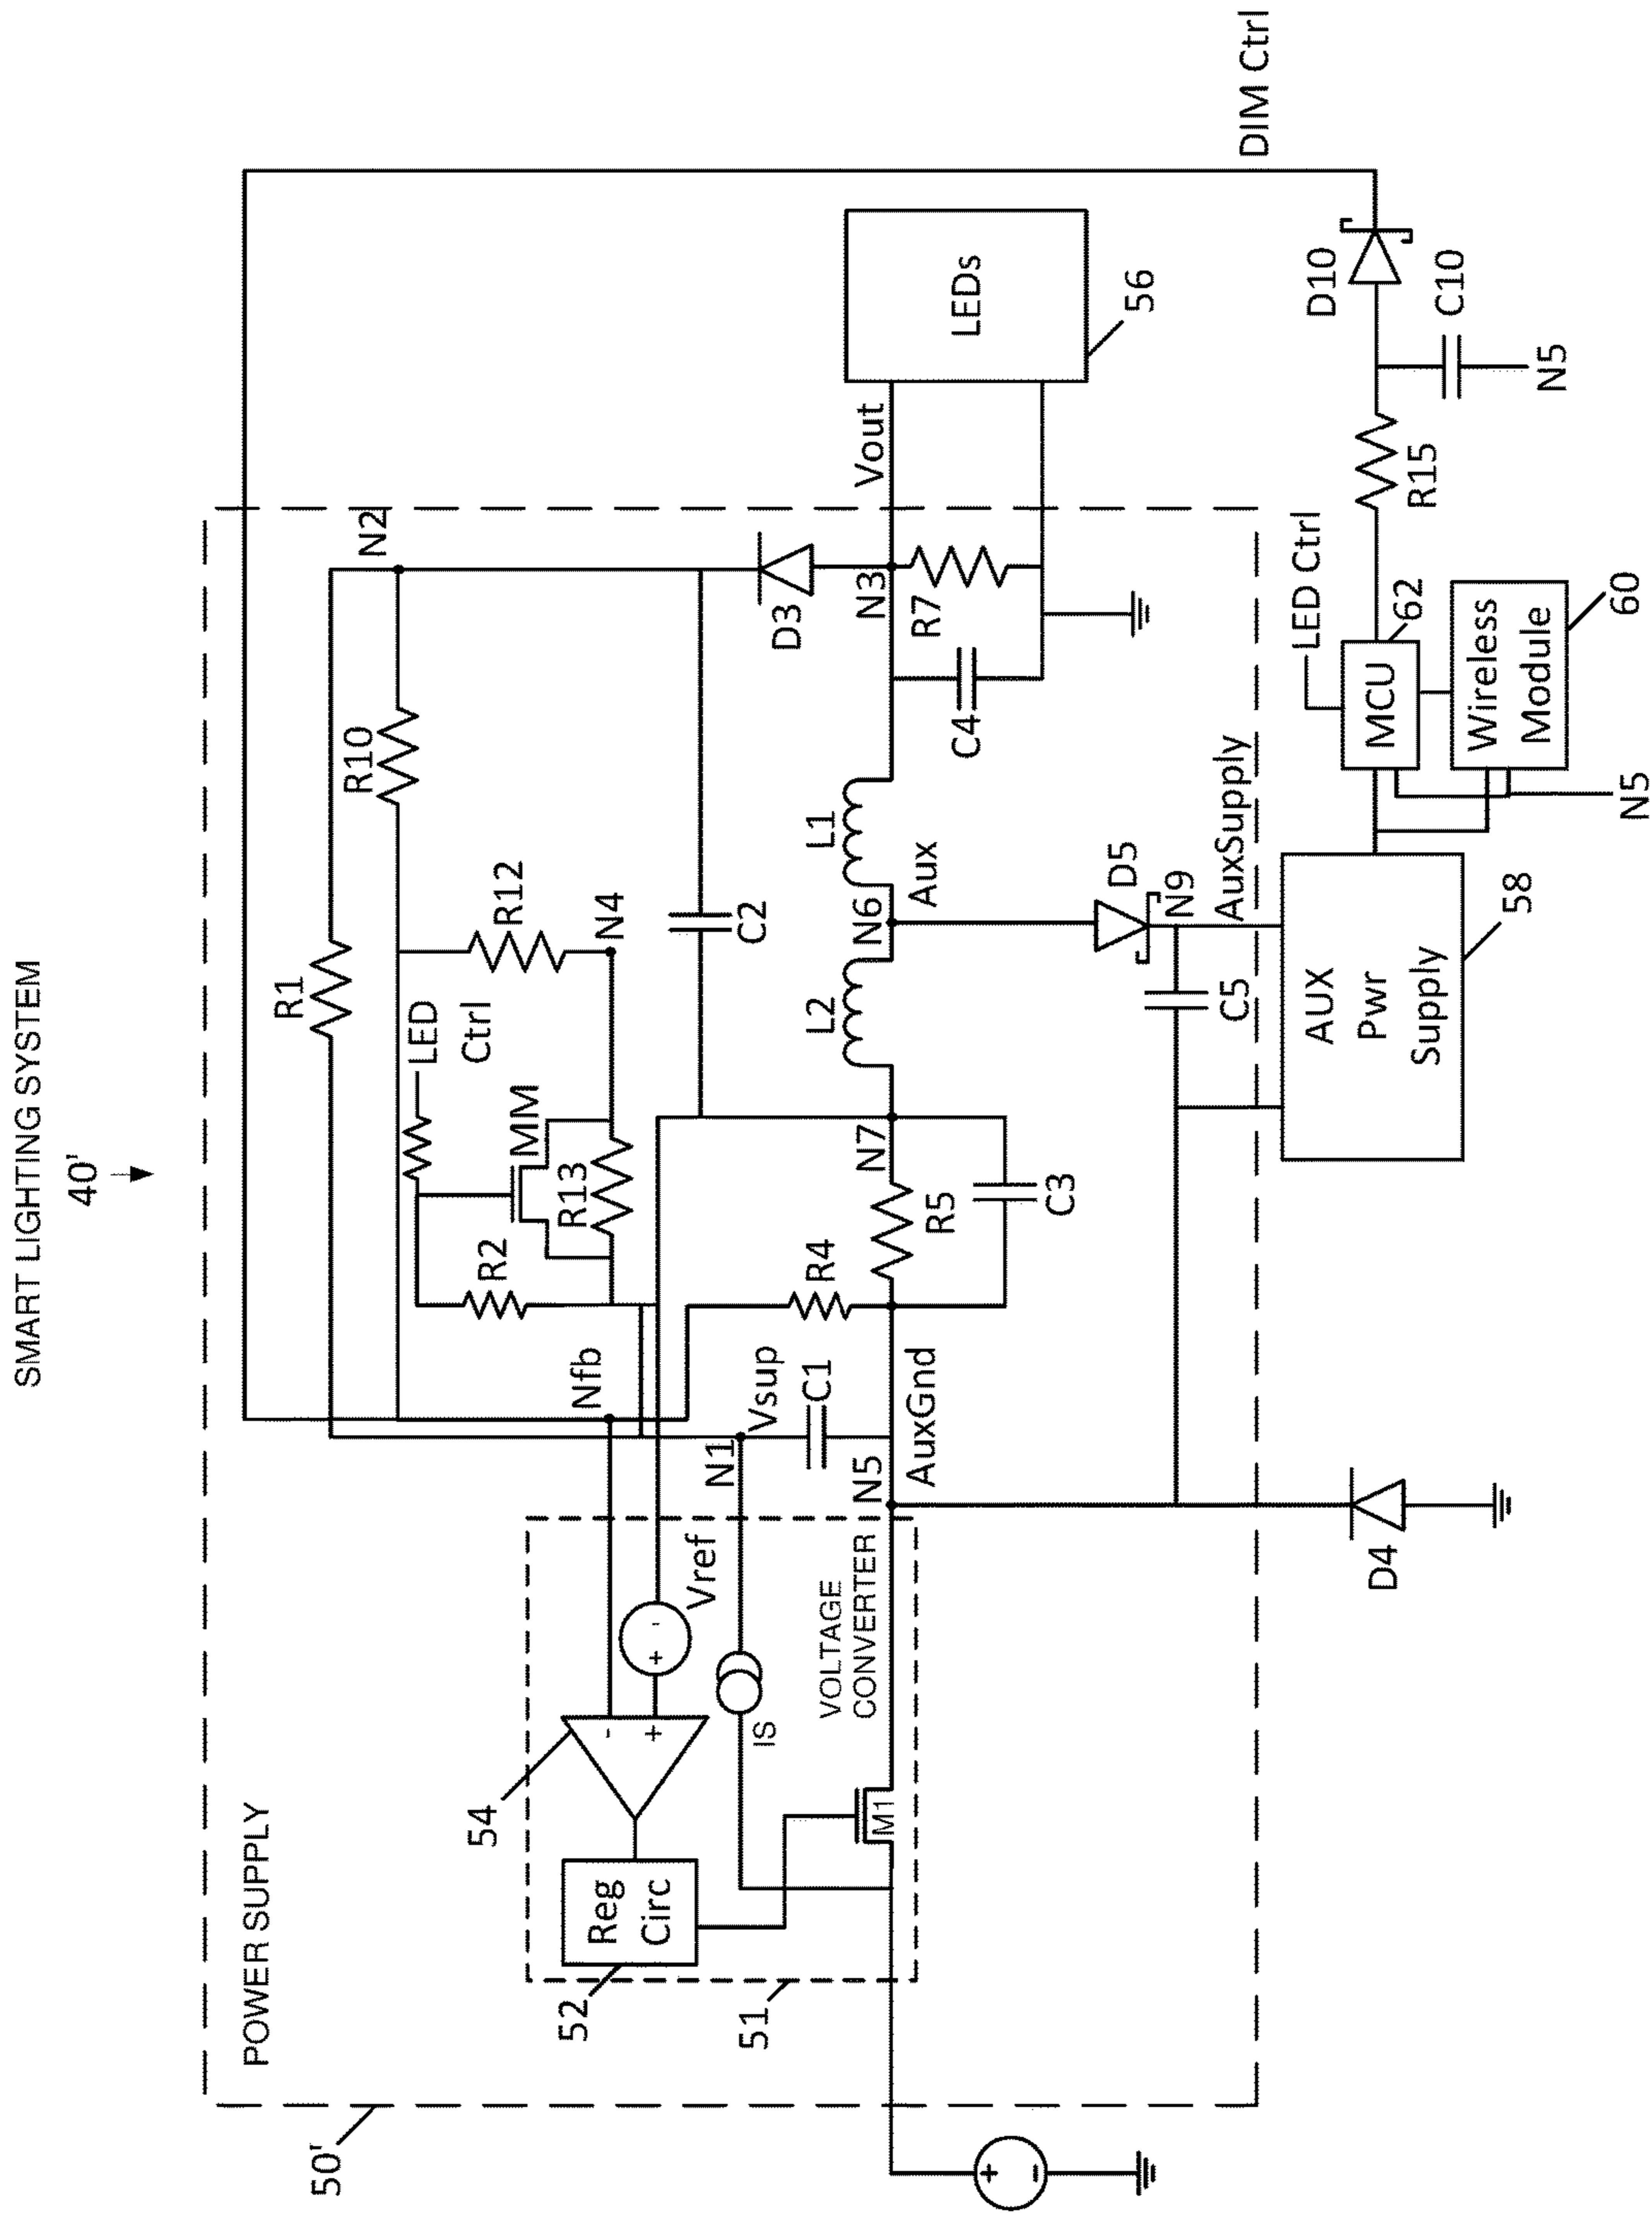 SMART LIGHTING SYSTEM
40'
POWER SUPPLY
50'
N2
R1
R10
R12
LED
Ctrl
N4
MM
R13
R2
C2
D3
Nfb
54
Reg
Circ
52
51
- +
+ -
Vref
IS
N1
Vsup
C1
R4
VOLTAGE
CONVERTER
M1
N5
AuxGnd
R5
C3
N7
L2
N6
Aux
L1
C4
N3
R7
Vout
LEDs
56
D5
N9
C5
AuxSupply
D4
+
-
AUX
Pwr
Supply
58
LED Ctrl
MCU
62
Wireless
Module
60
N5
R15
D10
C10
N5
DIM Ctrl